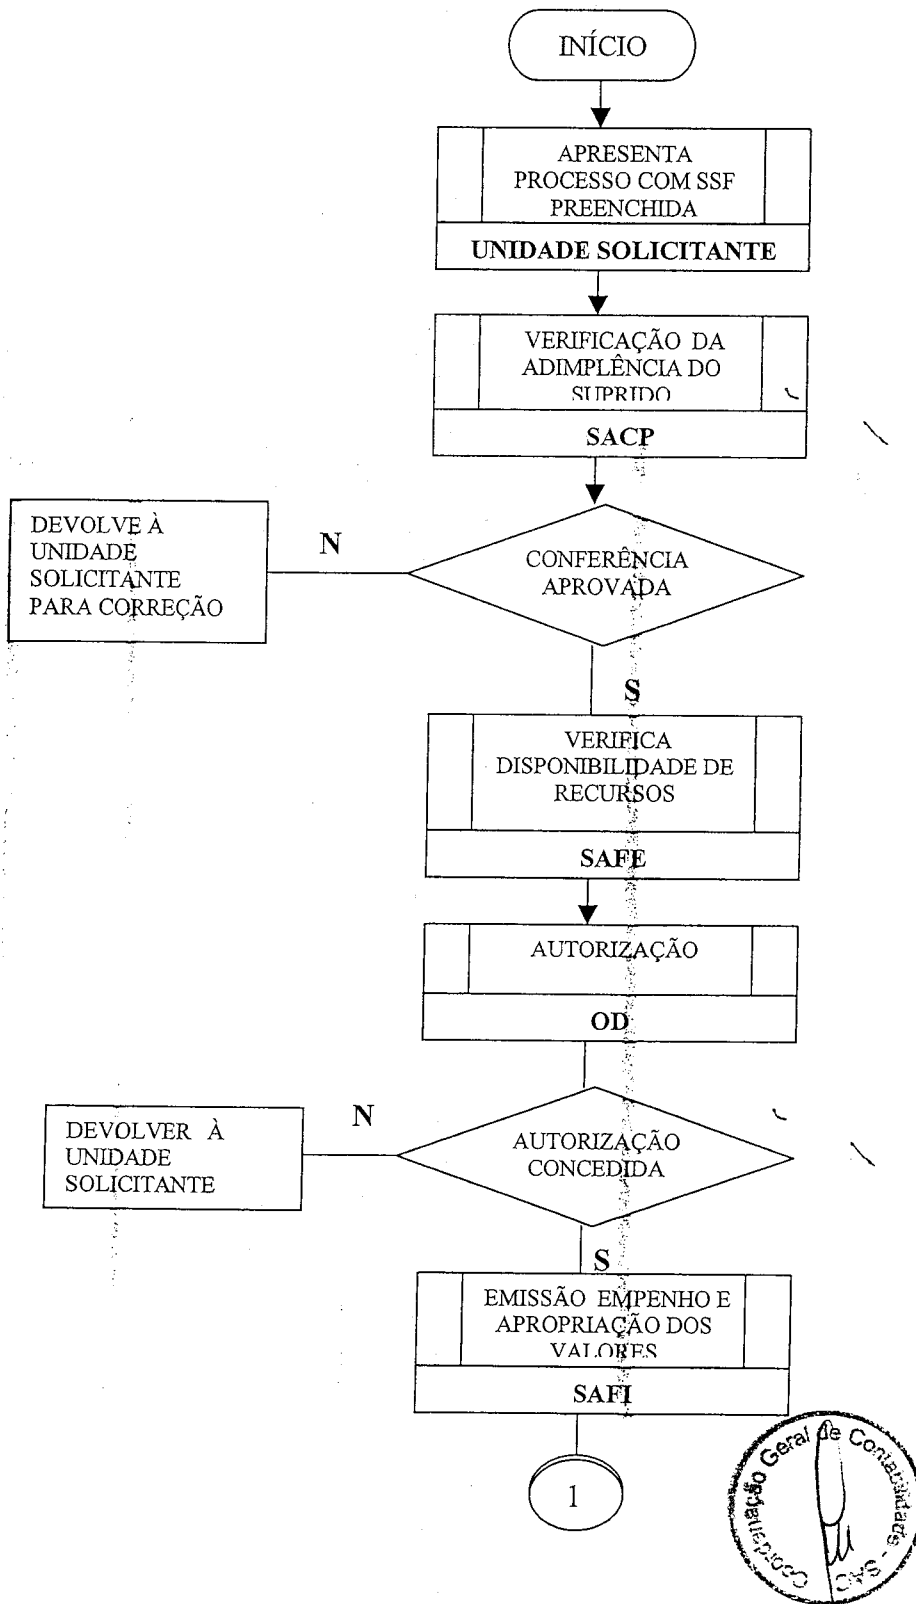 INÍCIO
APRESENTA
PROCESSO COM SSF
PREENCHIDA
UNIDADE SOLICITANTE
VERIFICAÇÃO DA
ADIMPLÊNCIA DO
SUPRIDO
SACP
DEVOLVE À
UNIDADE
SOLICITANTE
PARA CORREÇÃO
N
CONFERÊNCIA
APROVADA
S
VERIFICA
DISPONIBILIDADE DE
RECURSOS
SAFE
AUTORIZAÇÃO
OD
DEVOLVER À
UNIDADE
SOLICITANTE
N
AUTORIZAÇÃO
CONCEDIDA
S
EMISSÃO EMPENHO E
APROPRIAÇÃO DOS
VALORES
SAFI
1
Coordenação Geral de Contabilidade - SAC